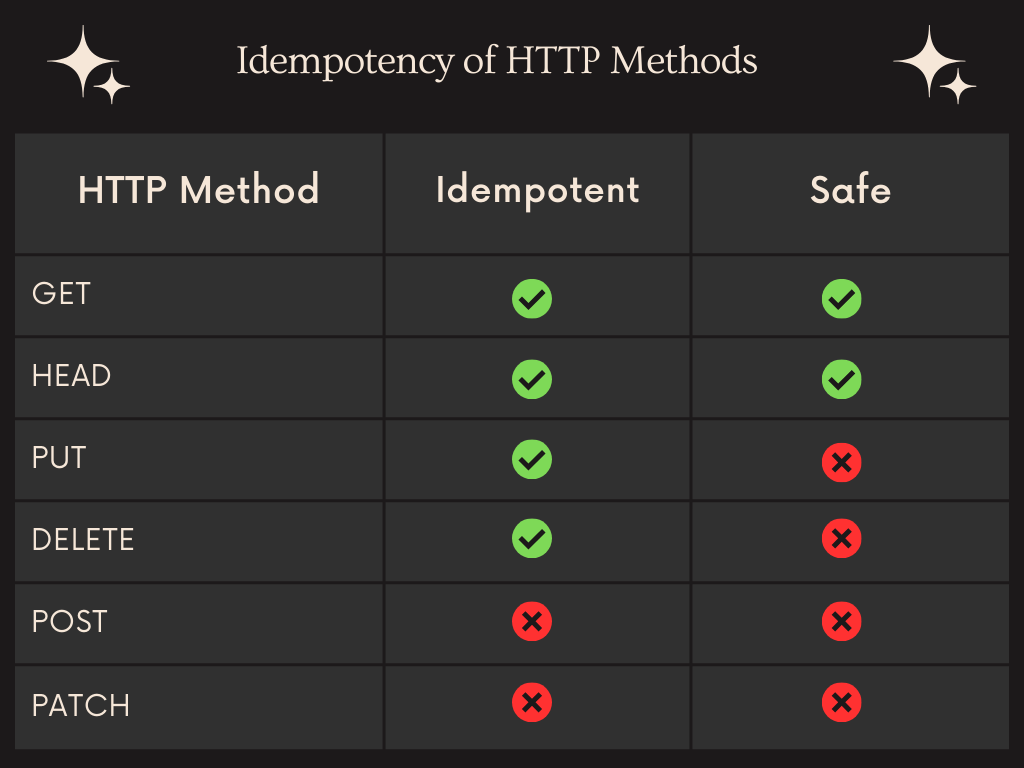 Idempotency of HTTP Methods
HTTP Method Idempotent Safe
GET
HEAD
PUT
DELETE
POST
PATCH